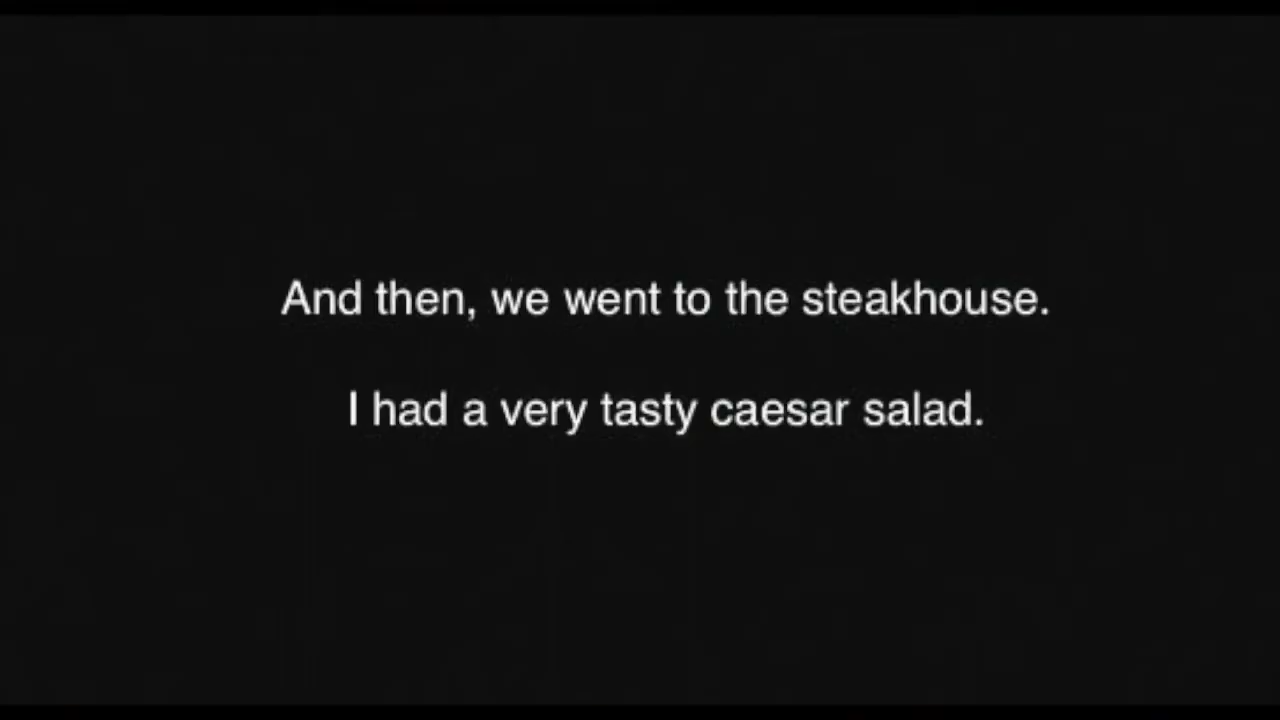 And then, we went to the steakhouse.
I had a very tasty caesar salad.